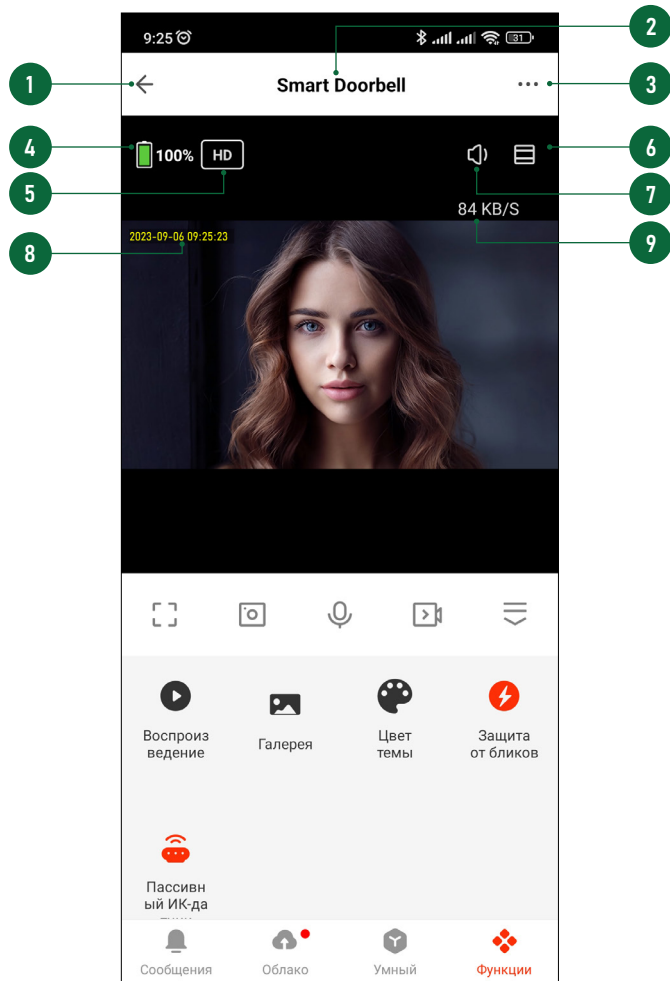 2
9:25
31
1
Smart Doorbell
3
4
100%
HD
6
5
7
84 KB/S
8
2023-09-06 09:25:23
9
Воспроиз
ведение
Галерея
Цвет
темы
Защита
от бликов
Пассивн
ый ИК-да
Сообщения
Облако
Умный
Функции